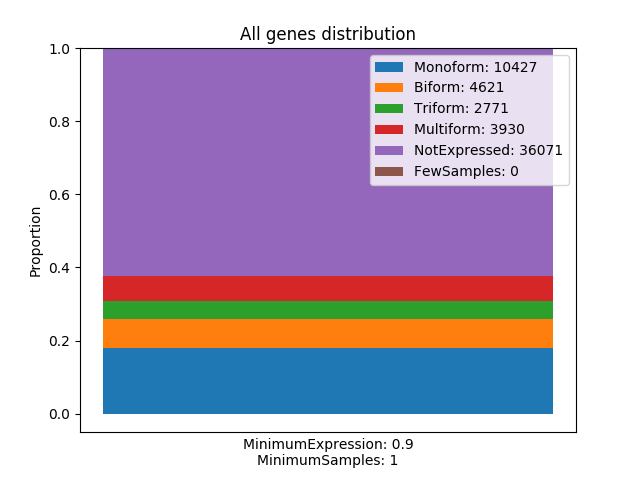 All genes distribution
1.0
0.8
0.6
0.4
0.2
0.0
Proportion
Monoform: 10427
Biform: 4621
Triform: 2771
Multiform: 3930
NotExpressed: 36071
FewSamples: 0
MinimumExpression: 0.9
MinimumSamples: 1